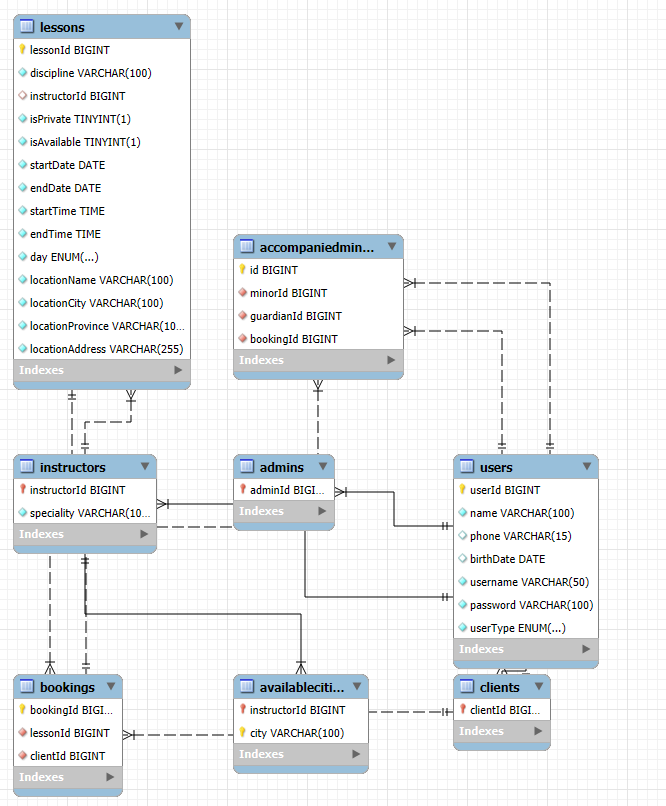 lessons
lessonId BIGINT
discipline VARCHAR(100)
instructorId BIGINT
isPrivate TINYINT(1)
isAvailable TINYINT(1)
startDate DATE
endDate DATE
startTime TIME
endTime TIME
day ENUM(...)
locationName VARCHAR(100)
locationCity VARCHAR(100)
locationProvince VARCHAR(10...
locationAddress VARCHAR(255)
Indexes
accompaniedmin...
id BIGINT
minorId BIGINT
guardianId BIGINT
bookingId BIGINT
Indexes
instructors
instructorId BIGINT
speciality VARCHAR(10...
Indexes
admins
adminId BIGI...
Indexes
users
userId BIGINT
name VARCHAR(100)
phone VARCHAR(15)
birthDate DATE
username VARCHAR(50)
password VARCHAR(100)
userType ENUM(...)
Indexes
bookings
bookingId BIGI...
lessonId BIGINT
clientId BIGINT
Indexes
availableciti...
instructorId BIGINT
city VARCHAR(100)
Indexes
clients
clientId BIGI...
Indexes